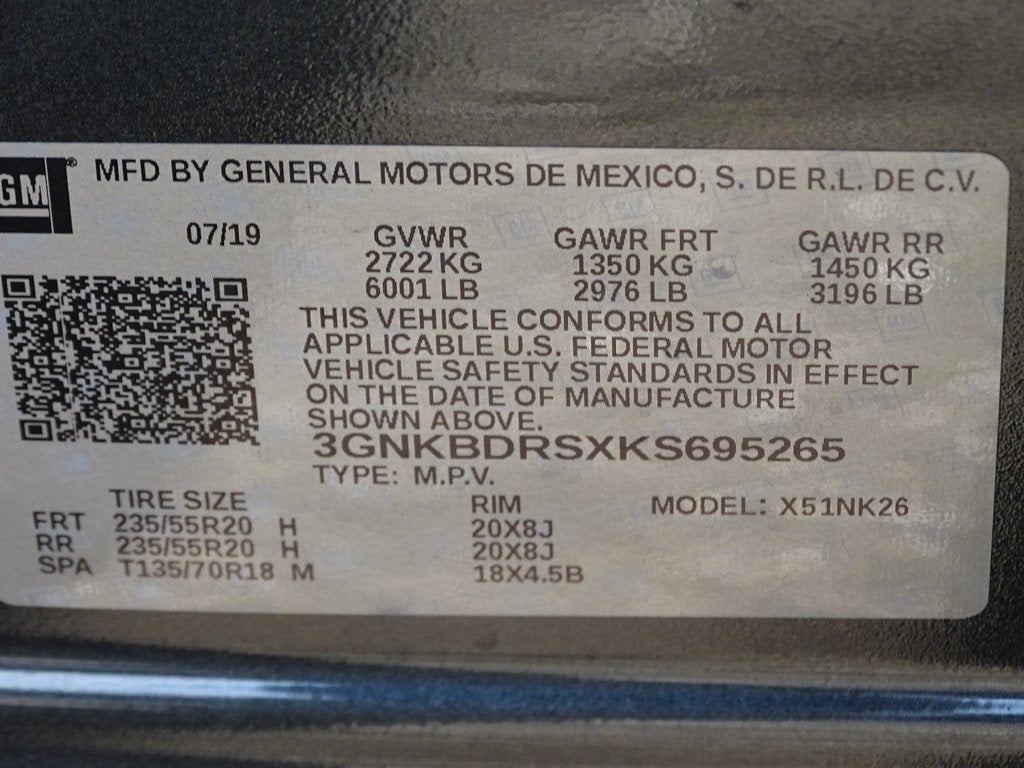 GM® MFD BY GENERAL MOTORS DE MEXICO, S. DE R.L. DE C.V.
07/19 GVWR GAWR FRT GAWR RR
2722 KG 1350 KG 1450 KG
6001 LB 2976 LB 3196 LB
THIS VEHICLE CONFORMS TO ALL
APPLICABLE U.S. FEDERAL MOTOR
VEHICLE SAFETY STANDARDS IN EFFECT
ON THE DATE OF MANUFACTURE
SHOWN ABOVE.
3GNKBDRSXKS695265
TYPE: M.P.V.
TIRE SIZE RIM MODEL: X51NK26
FRT 235/55R20 H 20X8J
RR 235/55R20 H 20X8J
SPA T135/70R18 M 18X4.5B